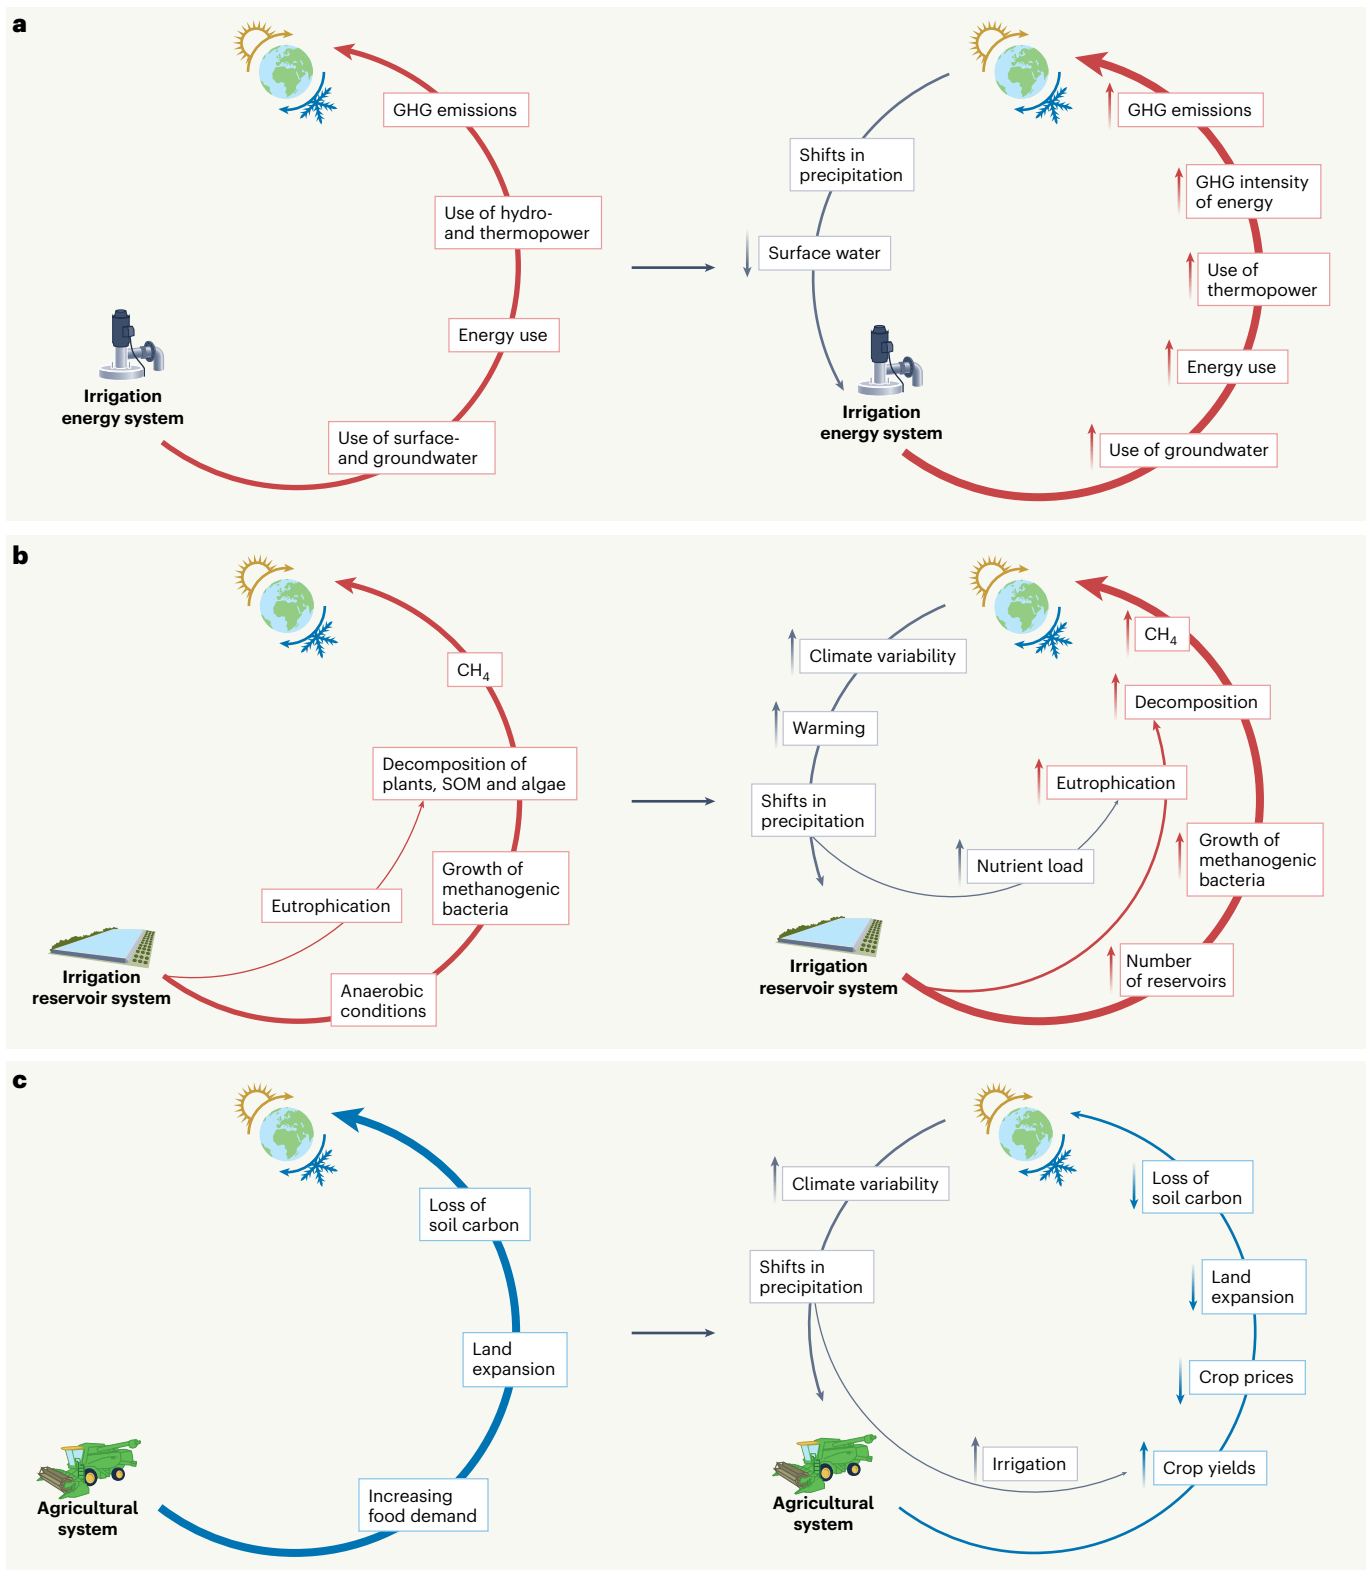 a
GHG emissions
Use of hydro-
and thermopower
Energy use
Use of surface-
and groundwater
Irrigation
energy system
Shifts in
precipitation
Surface water
Irrigation
energy system
GHG emissions
GHG intensity
of energy
Use of
thermopower
Energy use
Use of groundwater
b
CH4
Decomposition of
plants, SOM and algae
Growth of
methanogenic
bacteria
Eutrophication
Anaerobic
conditions
Irrigation
reservoir system
Climate variability
Warming
Shifts in
precipitation
Nutrient load
Irrigation
reservoir system
CH4
Decomposition
Eutrophication
Growth of
methanogenic
bacteria
Number
of reservoirs
c
Loss of
soil carbon
Land
expansion
Increasing
food demand
Agricultural
system
Climate variability
Shifts in
precipitation
Irrigation
Agricultural
system
Loss of
soil carbon
Land
expansion
Crop prices
Crop yields